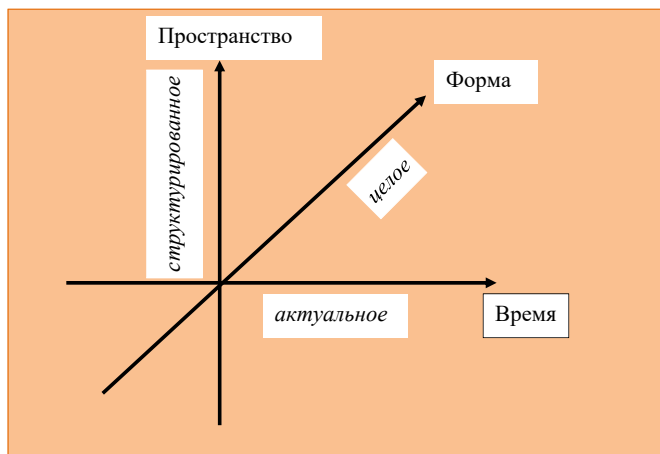 Пространство
Форма
структурированное
целое
актуальное
Время